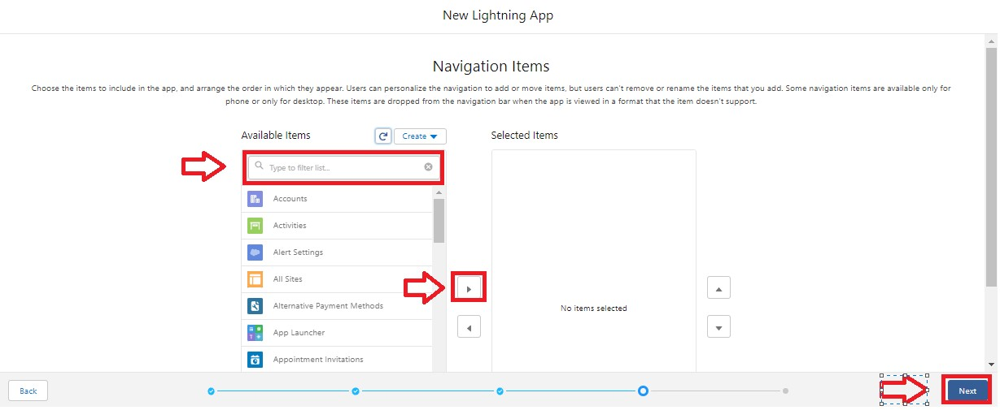 New Lightning App
Navigation Items
Choose the items to include in the app, and arrange the order in which they appear. Users can personalize the navigation to add or move items, but users can't remove or rename the items that you add. Some navigation items are available only for
phone or only for desktop. These items are dropped from the navigation bar when the app is viewed in a format that the item doesn't support.
Available Items
Create
Selected Items
Type to filter list...
Accounts
Activities
Alert Settings
All Sites
Alternative Payment Methods
App Launcher
Appointment Invitations
No items selected
Back
Next